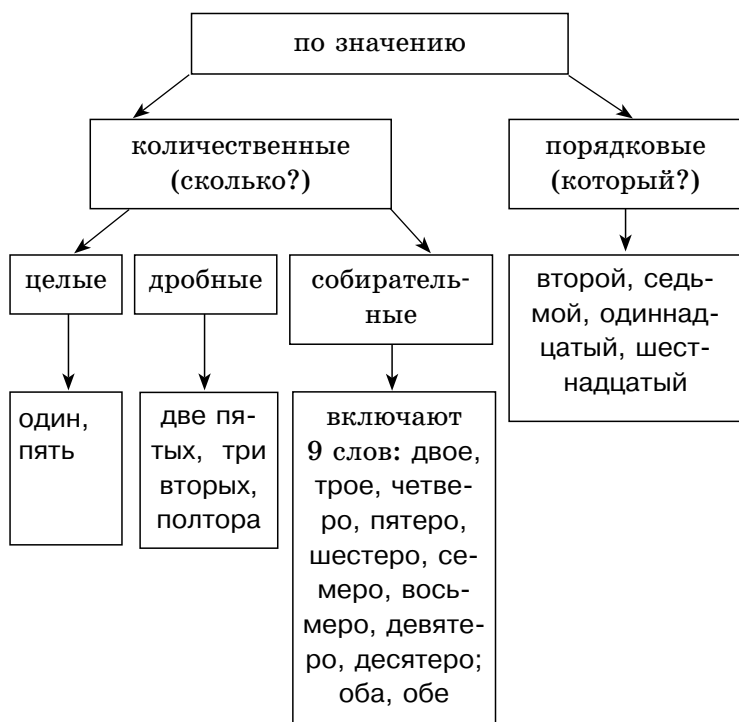 по значению
количественные
(сколько?)
порядковые
(который?)
целые
дробные
собиратель-
ные
второй, седь-
мой, одиннад-
цатый, шест-
надцатый
один,
пять
две пя-
тых, три
вторых,
полтора
включают
9 слов: двое,
трое, четве-
ро, пятеро,
шестеро, се-
меро, вось-
меро, девяте-
ро, десятеро;
оба, обе